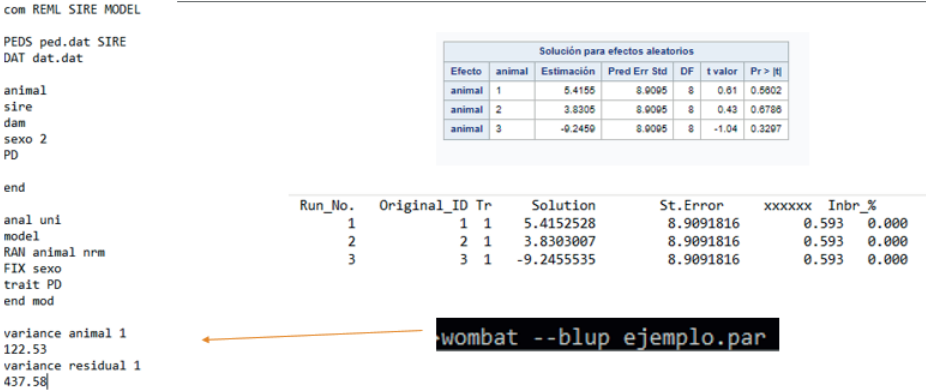 com REML SIRE MODEL
PEDS ped.dat SIRE
DAT dat.dat
animal
sire
dam
sexo 2
PD
end
anal uni
model
RAN animal nrm
FIX sexo
trait PD
end mod
variance animal 1
122.53
variance residual 1
437.58
Solución para efectos aleatorios
Efecto animal Estimación Pred Err Std DF t valor Pr > |t|
animal 1 5.4155 8.9095 8 0.61 0.5602
animal 2 3.8305 8.9095 8 0.43 0.6786
animal 3 -9.2459 8.9095 8 -1.04 0.3297
Run_No. Original_ID Tr Solution St.Error xxxxxx Inbr_%
1 1 1 5.4152528 8.9091816 0.593 0.000
2 2 1 3.8303007 8.9091816 0.593 0.000
3 3 1 -9.2455535 8.9091816 0.593 0.000
wombat --blup ejemplo.par